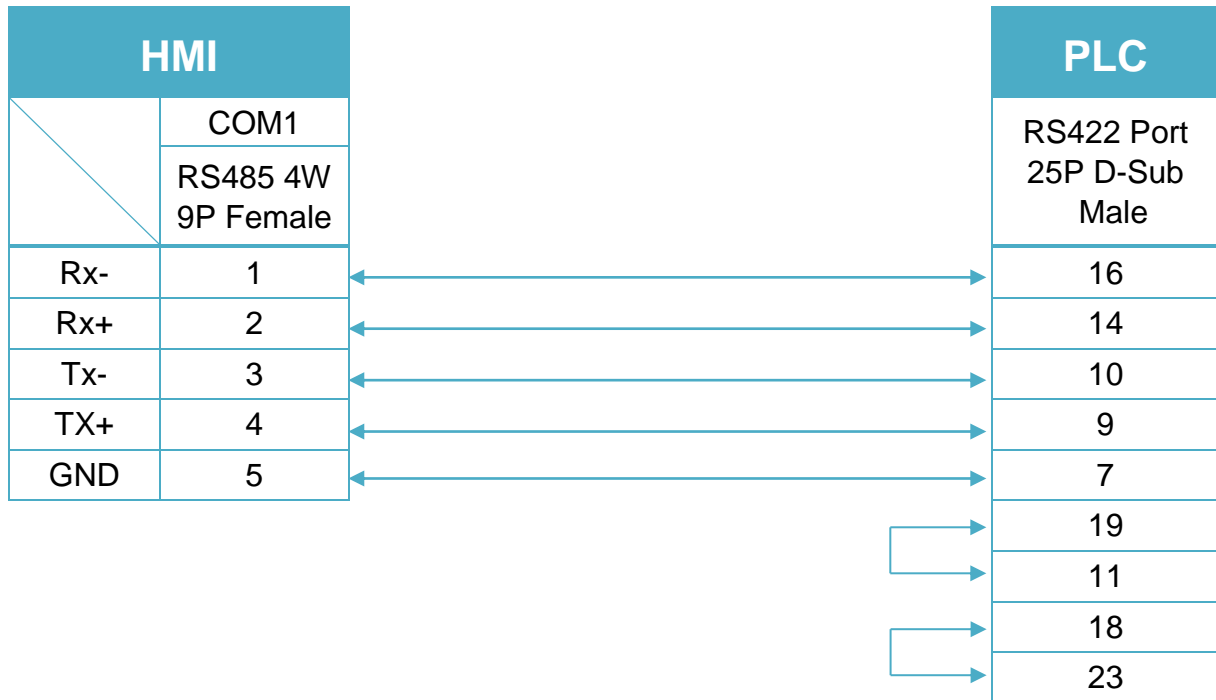 HMI
PLC
COM1
RS485 4W
9P Female
RS422 Port
25P D-Sub
Male
Rx- 1 16
Rx+ 2 14
Tx- 3 10
TX+ 4 9
GND 5 7
19
11
18
23